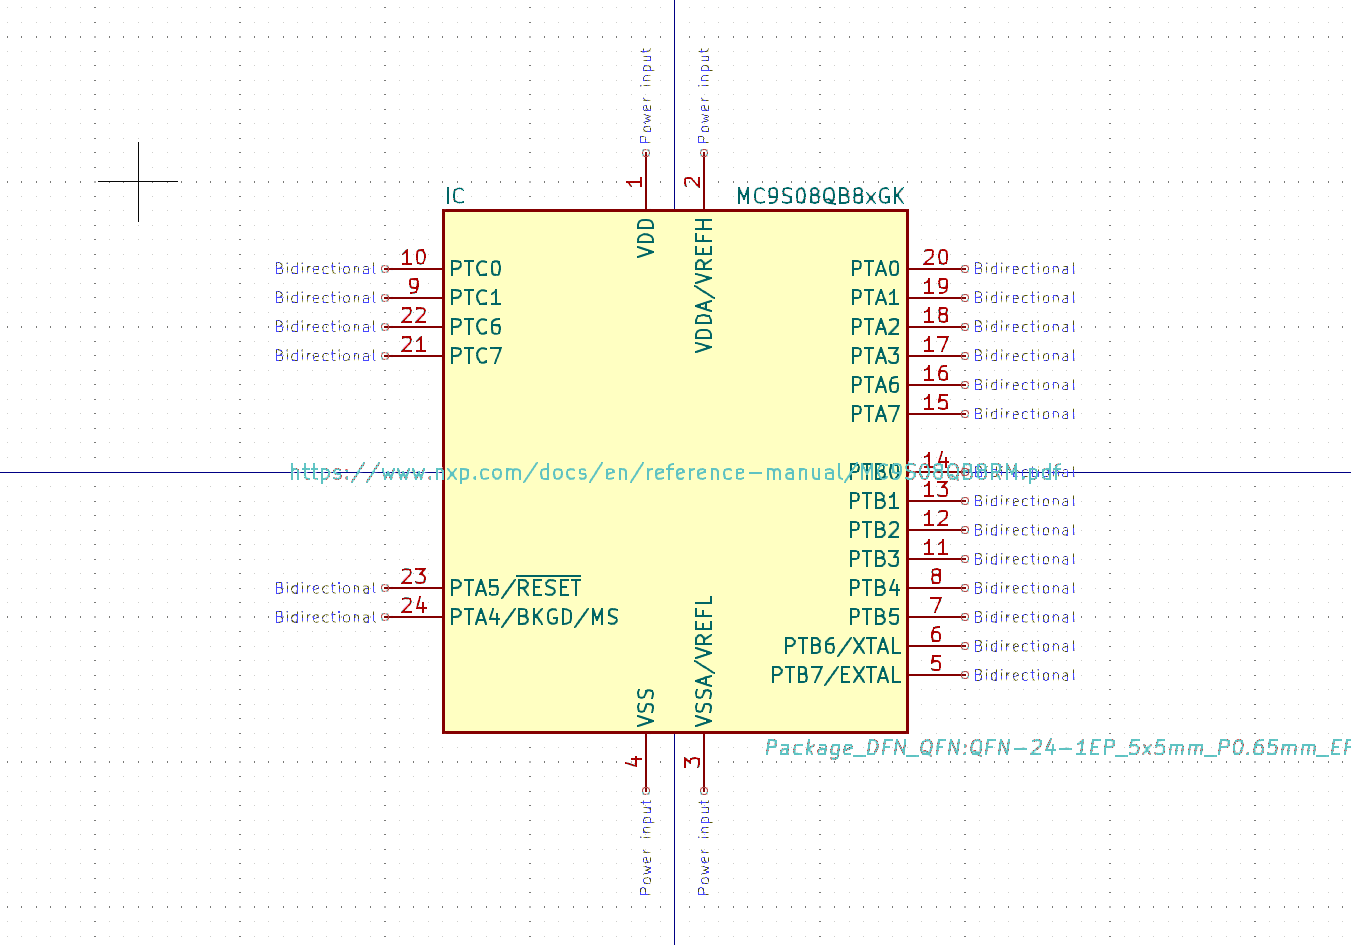 Power input
Power input
1
2
IC
MC9S08QB8xGK
VDD
VDDA/VREFH
Bidirectional 10 PTC0
Bidirectional 9 PTC1
Bidirectional 22 PTC6
Bidirectional 21 PTC7
PTA0 20 Bidirectional
PTA1 19 Bidirectional
PTA2 18 Bidirectional
PTA3 17 Bidirectional
PTA6 16 Bidirectional
PTA7 15 Bidirectional
https://www.nxp.com/docs/en/reference-manual/MC9S08QB8RM.pdf
PTB0 14 Bidirectional
PTB1 13 Bidirectional
PTB2 12 Bidirectional
PTB3 11 Bidirectional
PTB4 8 Bidirectional
PTB5 7 Bidirectional
PTB6/XTAL 6 Bidirectional
PTB7/EXTAL 5 Bidirectional
Bidirectional 23 PTA5/RESET
Bidirectional 24 PTA4/BKGD/MS
VSS
VSSA/VREFL
Package_DFN_QFN:QFN-24-1EP_5x5mm_P0.65mm_EP
4
3
Power input
Power input